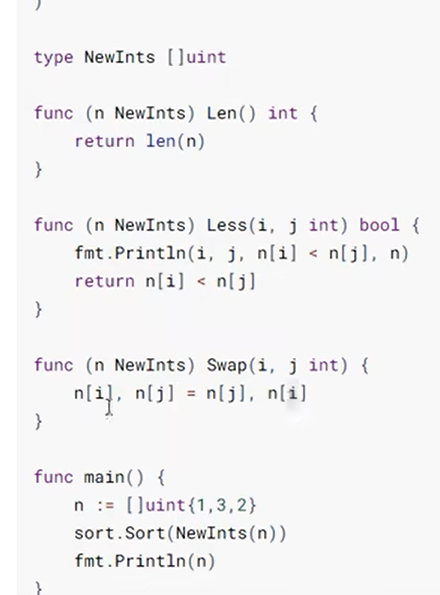 )
type NewInts []uint
func (n NewInts) Len() int {
    return len(n)
}
func (n NewInts) Less(i, j int) bool {
    fmt.Println(i, j, n[i] < n[j], n)
    return n[i] < n[j]
}
func (n NewInts) Swap(i, j int) {
    n[i], n[j] = n[j], n[i]
}
func main() {
    n := []uint{1,3,2}
    sort.Sort(NewInts(n))
    fmt.Println(n)
}